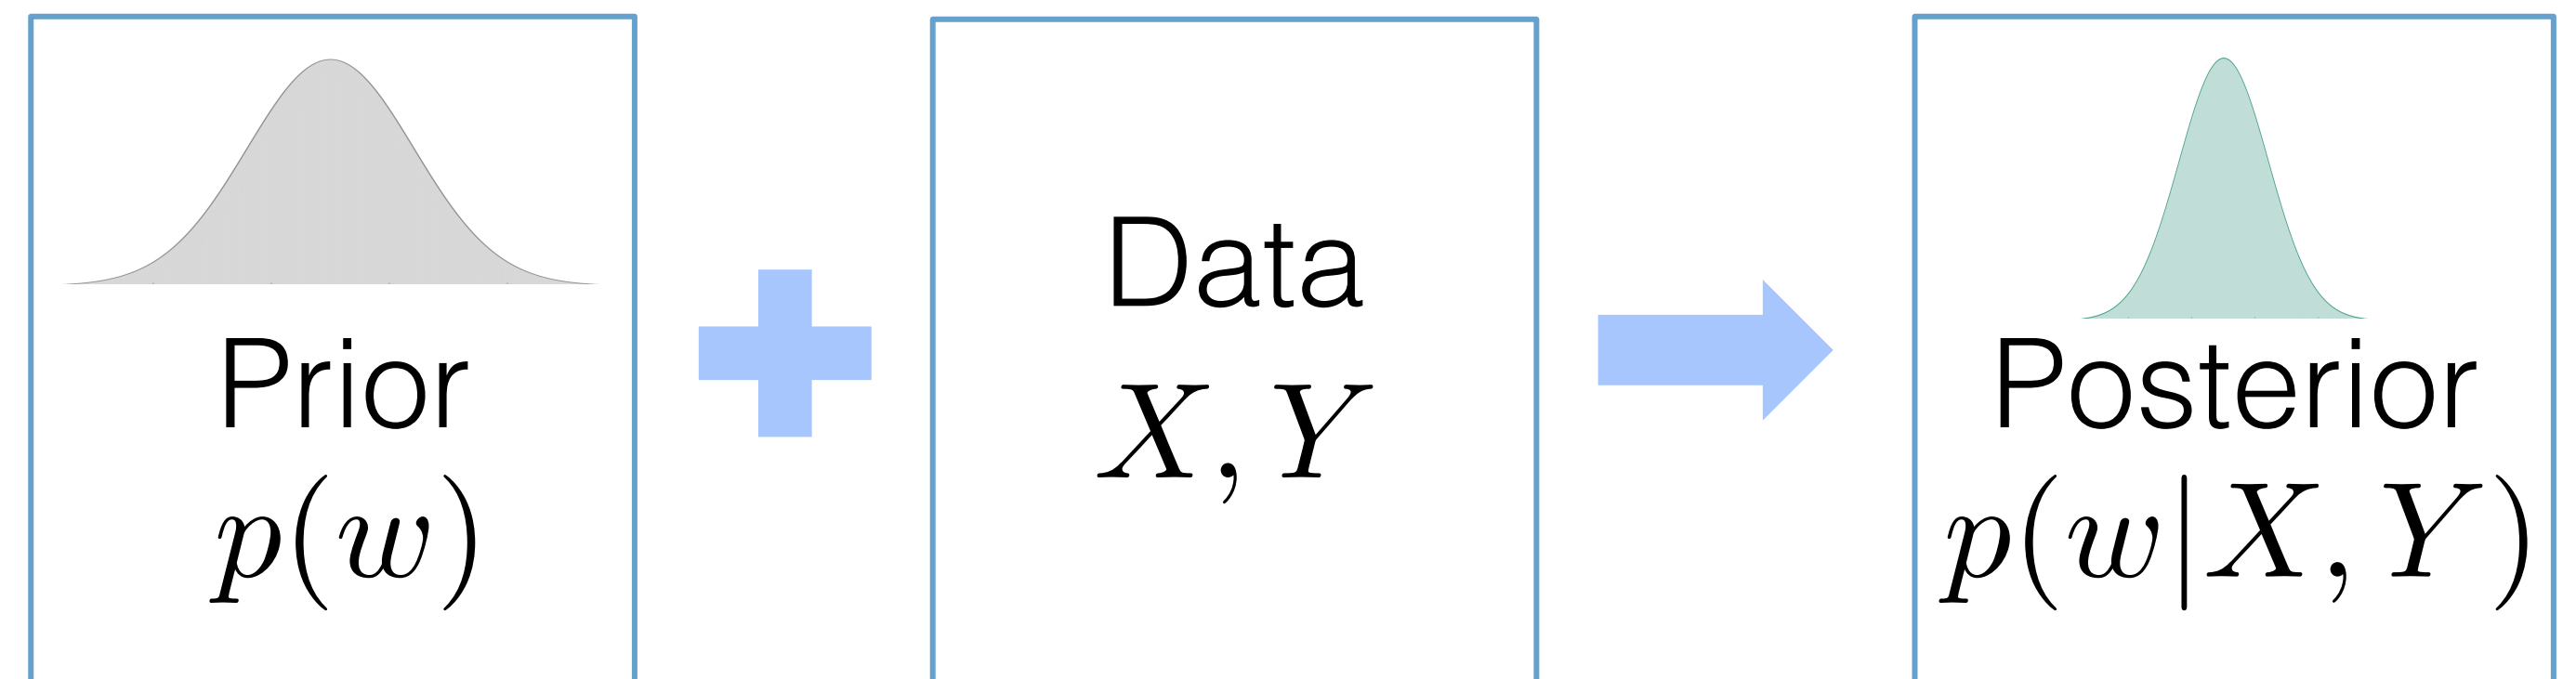 Prior
p(w)
Data
X, Y
Posterior
p(w|X, Y)